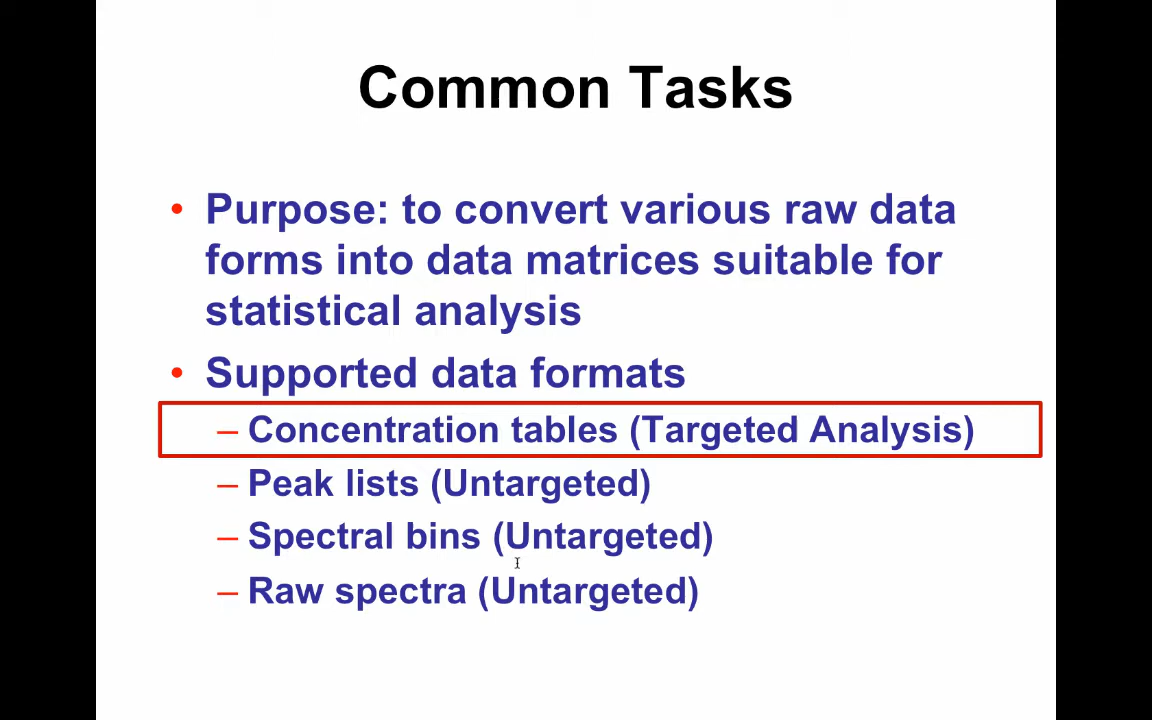 Common Tasks
• Purpose: to convert various raw data
forms into data matrices suitable for
statistical analysis
• Supported data formats
– Concentration tables (Targeted Analysis)
– Peak lists (Untargeted)
– Spectral bins (Untargeted)
– Raw spectra (Untargeted)